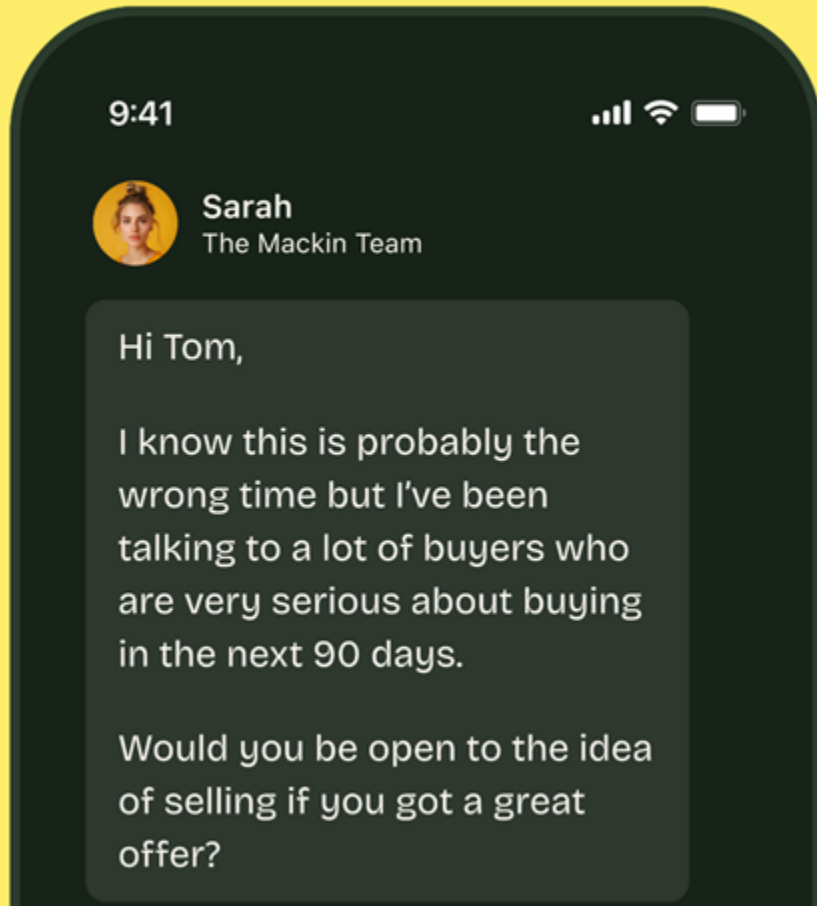 9:41
Sarah
The Mackin Team
Hi Tom,
I know this is probably the
wrong time but I’ve been
talking to a lot of buyers who
are very serious about buying
in the next 90 days.
Would you be open to the idea
of selling if you got a great
offer?